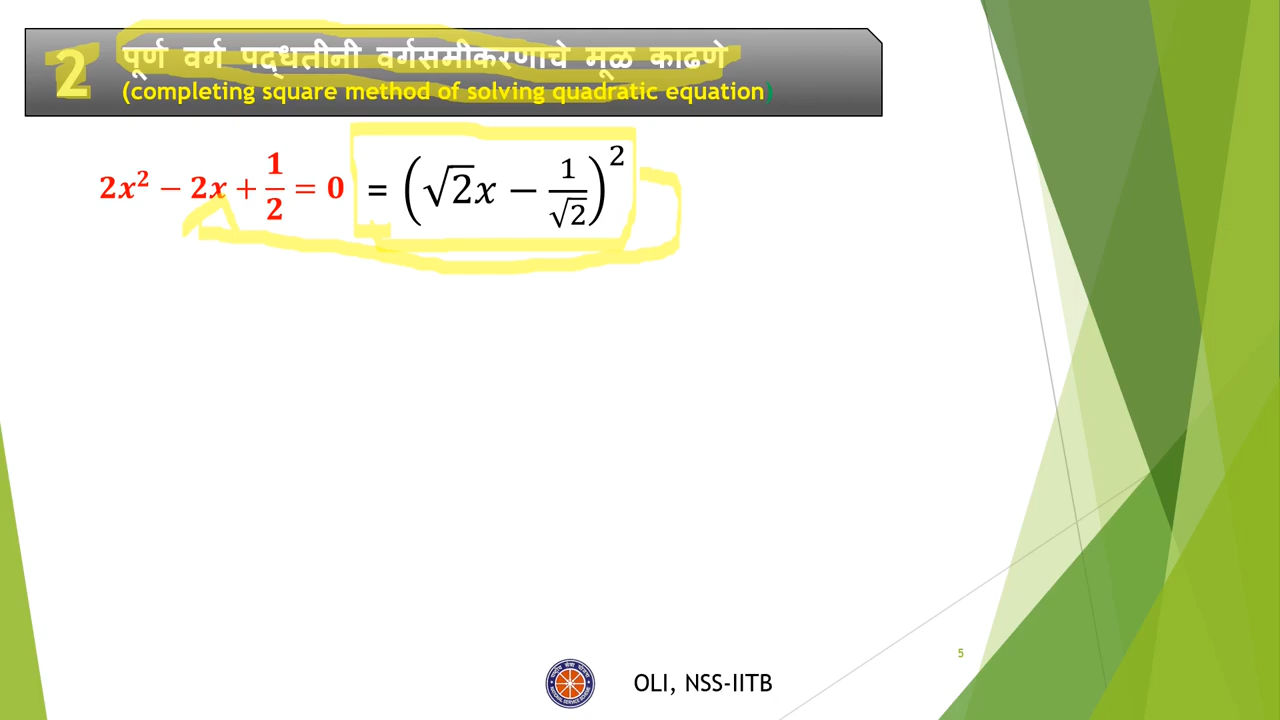 2 पूर्ण वर्ग पद्धतीनी वर्गसमीकरणाचे मूळ काढणे
(completing square method of solving quadratic equation)
2x² − 2x + 1/2 = 0 = (√2x − 1/√2)²
5
OLI, NSS-IITB